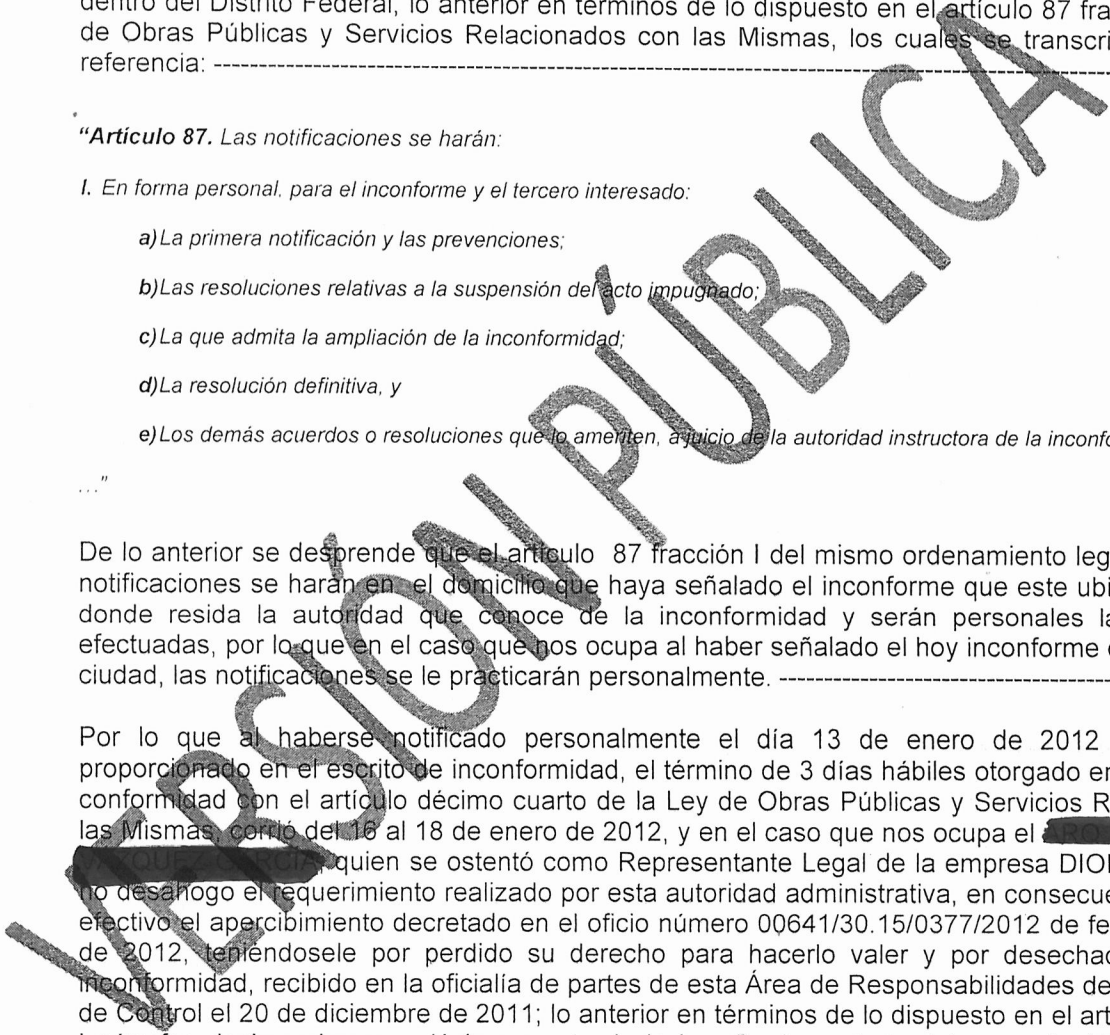 dentro del Distrito Federal, lo anterior en términos de lo dispuesto en el artículo 87 fra
de Obras Públicas y Servicios Relacionados con las Mismas, los cuales se transcri
referencia: ------------------------------------------------------------
"Artículo 87. Las notificaciones se harán:
I. En forma personal, para el inconforme y el tercero interesado:
a) La primera notificación y las prevenciones;
b) Las resoluciones relativas a la suspensión del acto impugnado;
c) La que admita la ampliación de la inconformidad;
d) La resolución definitiva, y
e) Los demás acuerdos o resoluciones que lo ameriten, a juicio de la autoridad instructora de la inconfo
..."
De lo anterior se desprende que el artículo 87 fracción I del mismo ordenamiento leg
notificaciones se harán en el domicilio que haya señalado el inconforme que este ubi
donde resida la autoridad que conoce de la inconformidad y serán personales la
efectuadas, por lo que en el caso que nos ocupa al haber señalado el hoy inconforme
ciudad, las notificaciones se le practicarán personalmente. ------------------------------
Por lo que al haberse notificado personalmente el día 13 de enero de 2012
proporcionado en el escrito de inconformidad, el término de 3 días hábiles otorgado en
conformidad con el artículo décimo cuarto de la Ley de Obras Públicas y Servicios R
las Mismas, corrió del 16 al 18 de enero de 2012, y en el caso que nos ocupa el
quien se ostentó como Representante Legal de la empresa DIOI
no desahogo el requerimiento realizado por esta autoridad administrativa, en consecue
efectivo el apercibimiento decretado en el oficio número 00641/30.15/0377/2012 de fe
de 2012, teniéndosele por perdido su derecho para hacerlo valer y por desechad
inconformidad, recibido en la oficialía de partes de esta Área de Responsabilidades de
de Control el 20 de diciembre de 2011; lo anterior en términos de lo dispuesto en el art
VERSIÓN PÚBLICA